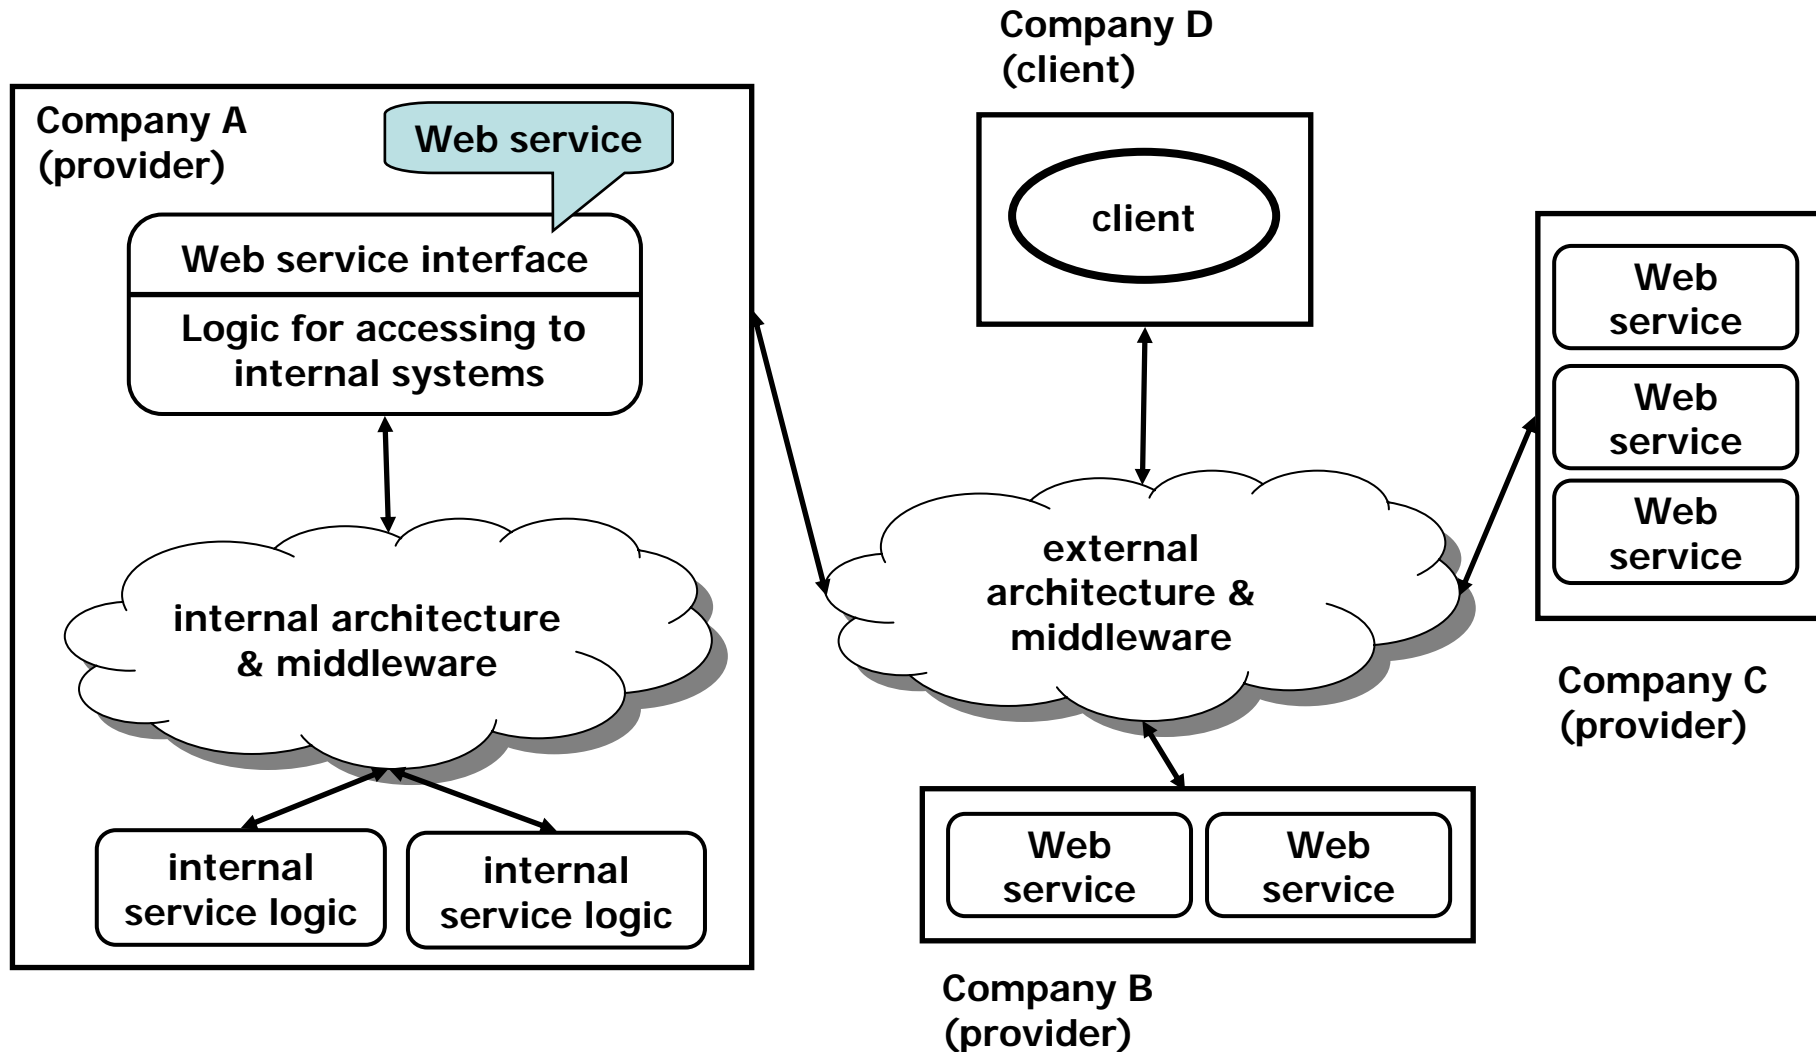 Company D
(client)
Company A
(provider)
Web service
Web service interface
Logic for accessing to
internal systems
internal architecture
& middleware
internal
service logic
internal
service logic
client
external
architecture &
middleware
Web
service
Web
service
Web
service
Company C
(provider)
Web
service
Web
service
Company B
(provider)